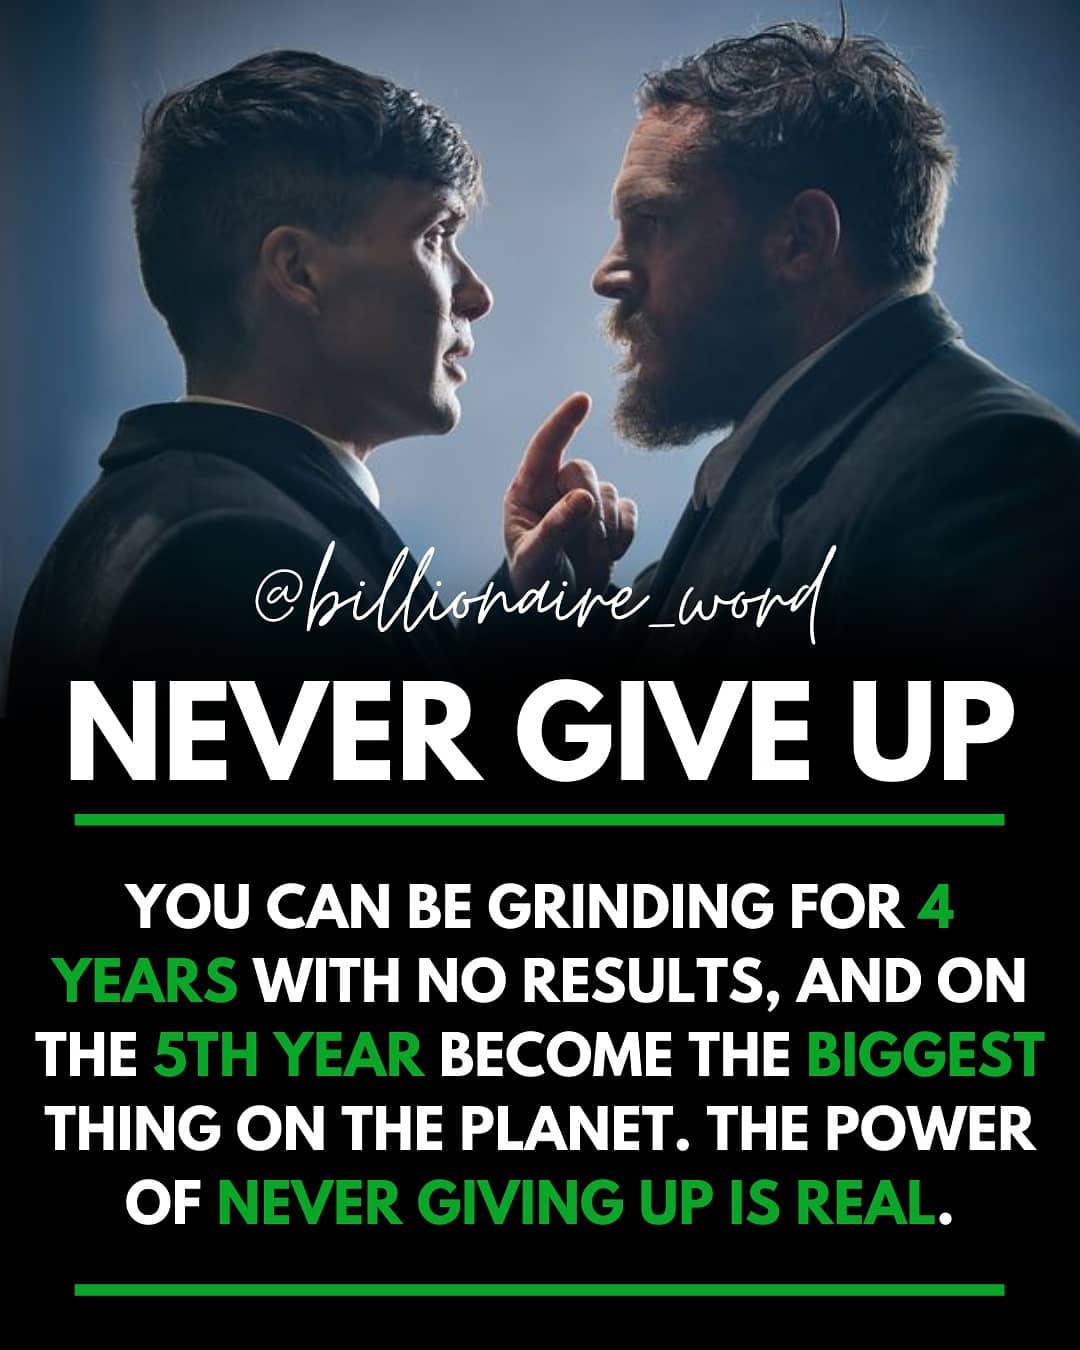 @billionaire_word
NEVER GIVE UP
YOU CAN BE GRINDING FOR 4
YEARS WITH NO RESULTS, AND ON
THE 5TH YEAR BECOME THE BIGGEST
THING ON THE PLANET. THE POWER
OF NEVER GIVING UP IS REAL.